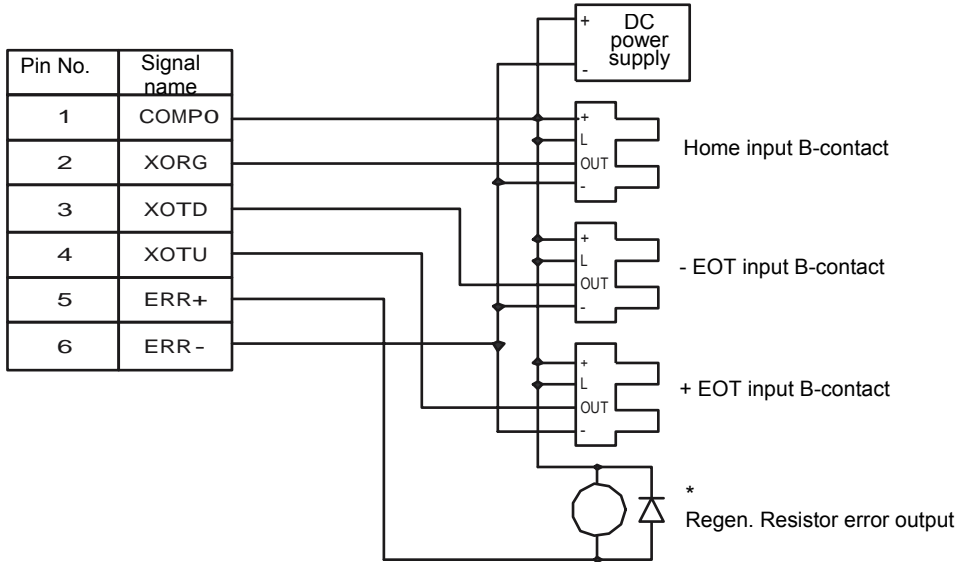 Pin No. Signal name
1 COMP0
2 XORG
3 XOTD
4 XOTU
5 ERR+
6 ERR-
+ DC power supply -
+
L
OUT
-
Home input B-contact
+
L
OUT
-
- EOT input B-contact
+
L
OUT
-
+ EOT input B-contact
*
Regen. Resistor error output